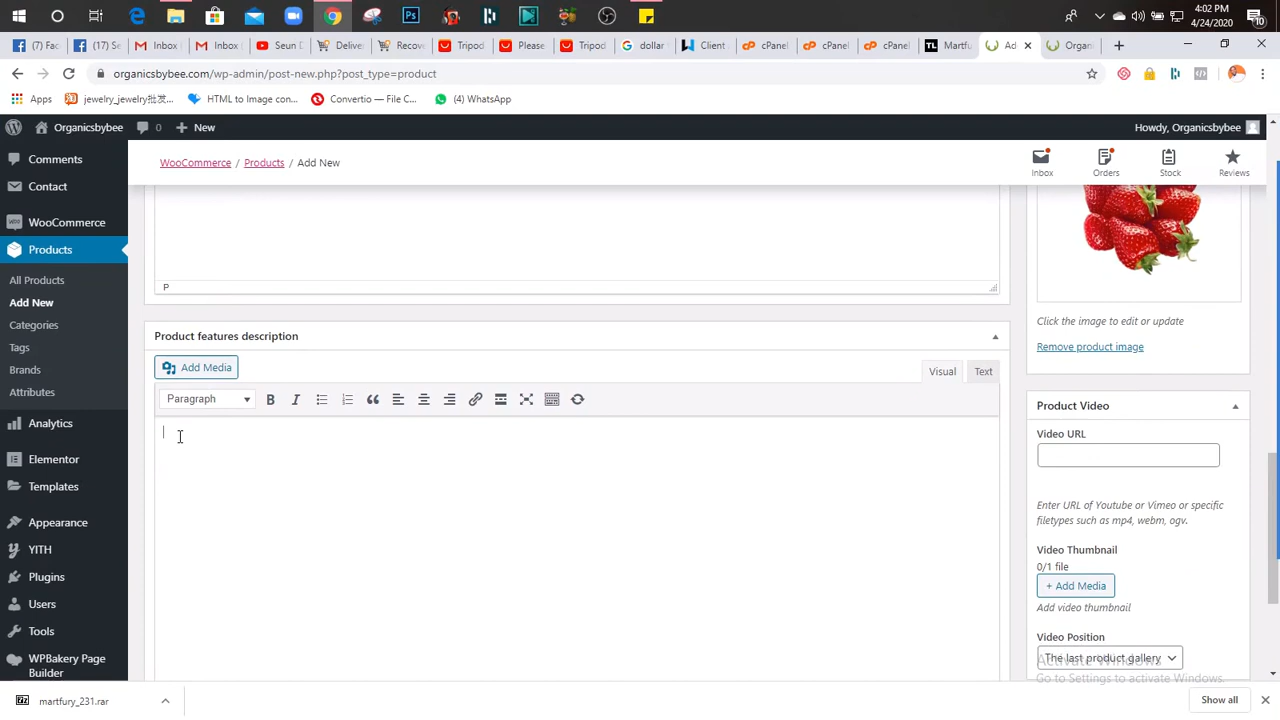 4:02 PM
4/24/2020
(7) Fac
(17) Se
Inbox
Inbox
Seun D
Deliver
Recove
Tripod
Please
Tripod
dollar
Client
cPanel
cPanel
cPanel
Martfu
Ad
Organi
organicsbybee.com/wp-admin/post-new.php?post_type=product
Apps
jewelry_jewelry批发...
HTML to Image con...
Convertio — File C...
(4) WhatsApp
Organicsbybee
0
New
Howdy, Organicsbybee
Comments
Contact
WooCommerce
Products
All Products
Add New
Categories
Tags
Brands
Attributes
Analytics
Elementor
Templates
Appearance
YITH
Plugins
Users
Tools
WPBakery Page
Builder
WooCommerce / Products / Add New
Inbox
Orders
Stock
Reviews
P
Product features description
Add Media
Visual
Text
Paragraph
Click the image to edit or update
Remove product image
Product Video
Video URL
Enter URL of Youtube or Vimeo or specific
filetypes such as mp4, webm, ogv.
Video Thumbnail
0/1 file
+ Add Media
Add video thumbnail
Video Position
The last product gallery
Activate Windows
Go to Settings to activate Windows.
martfury_231.rar
Show all